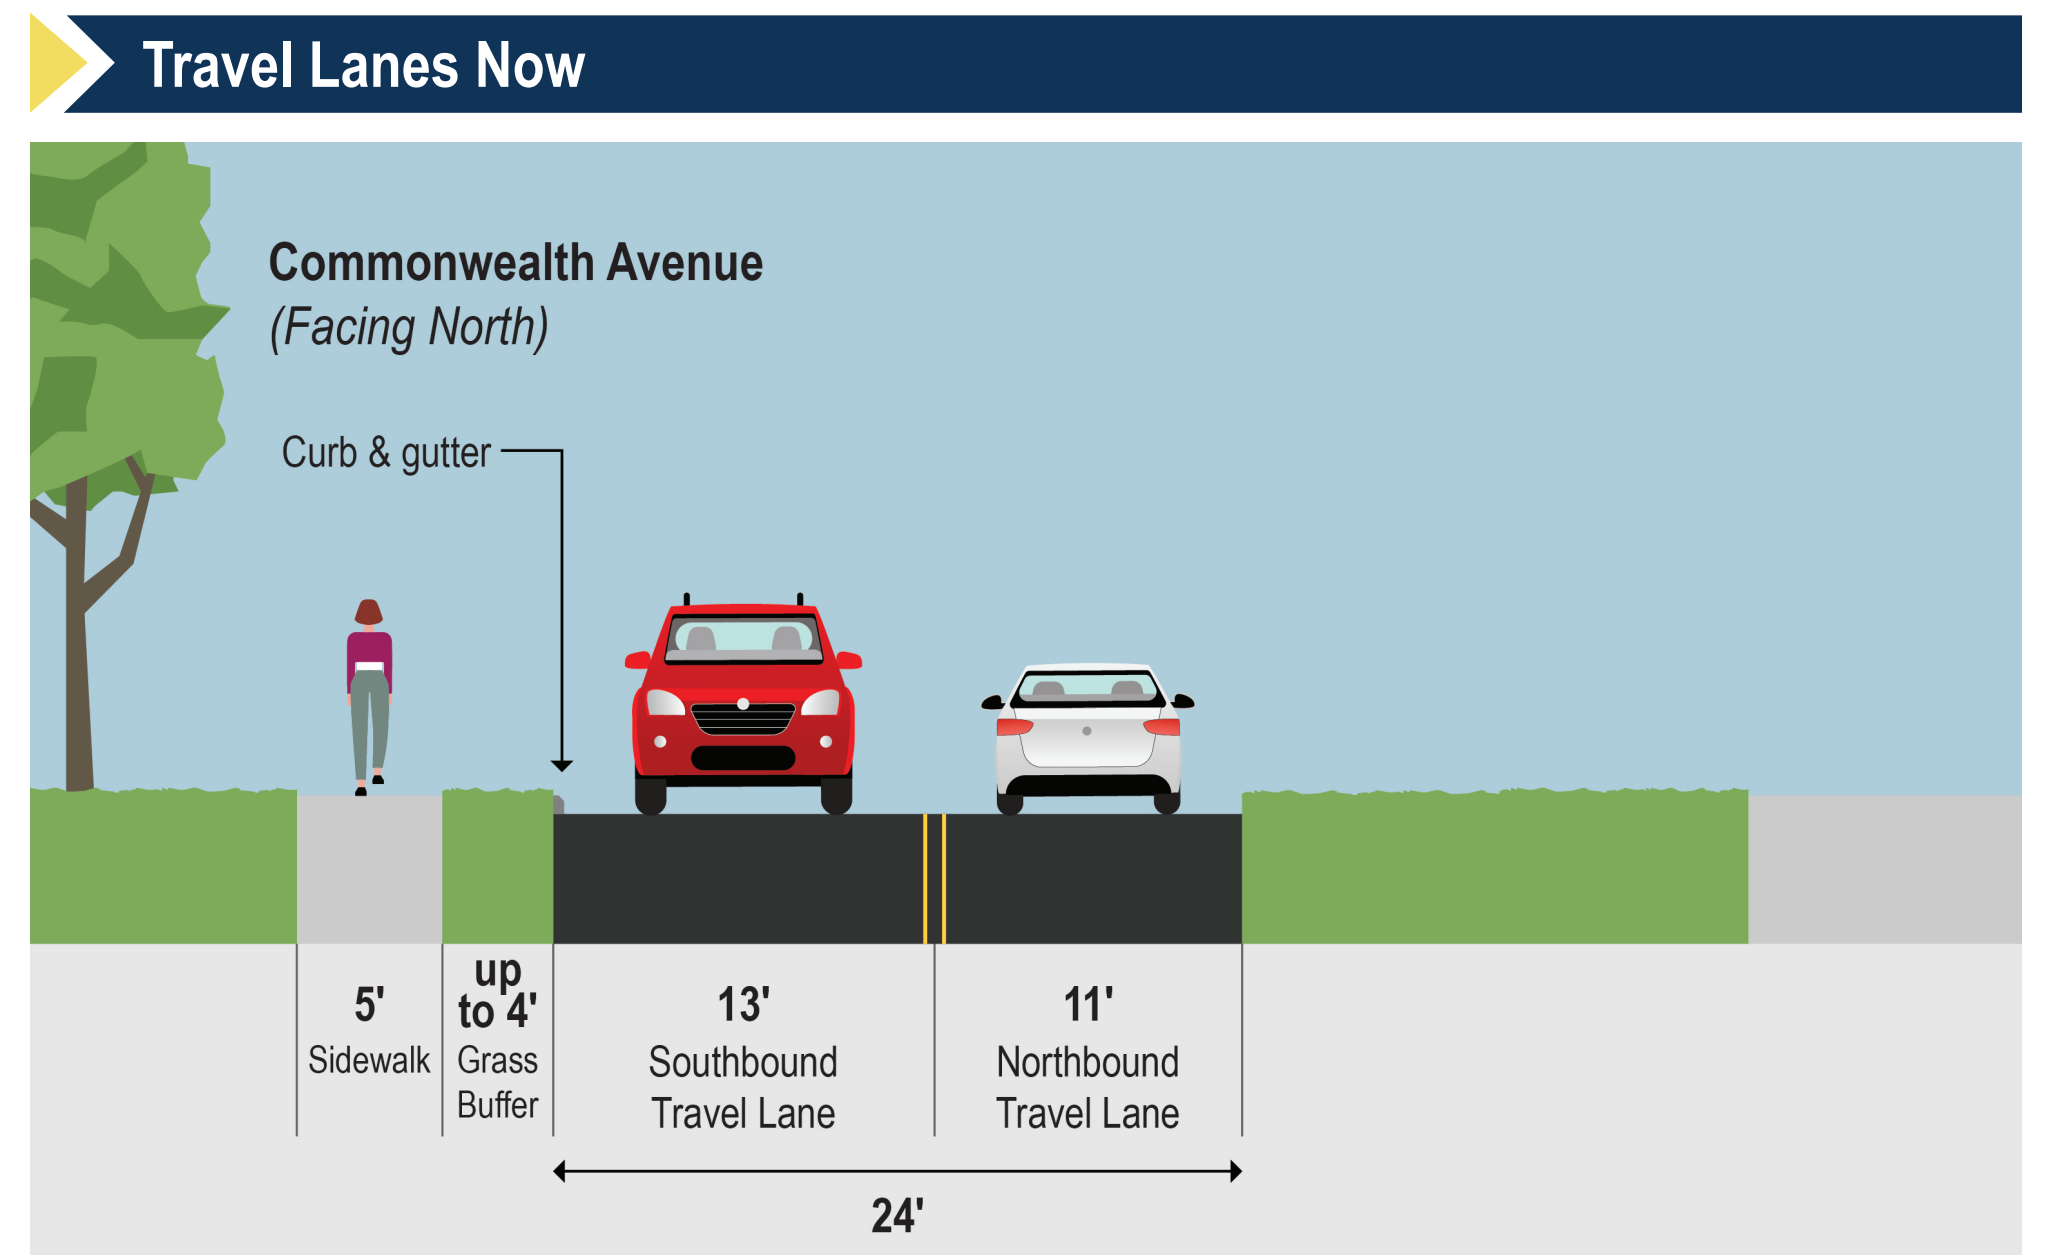 Travel Lanes Now
Commonwealth Avenue
(Facing North)
Curb & gutter
5'
Sidewalk
up
to 4'
Grass
Buffer
13'
Southbound
Travel Lane
11'
Northbound
Travel Lane
24'